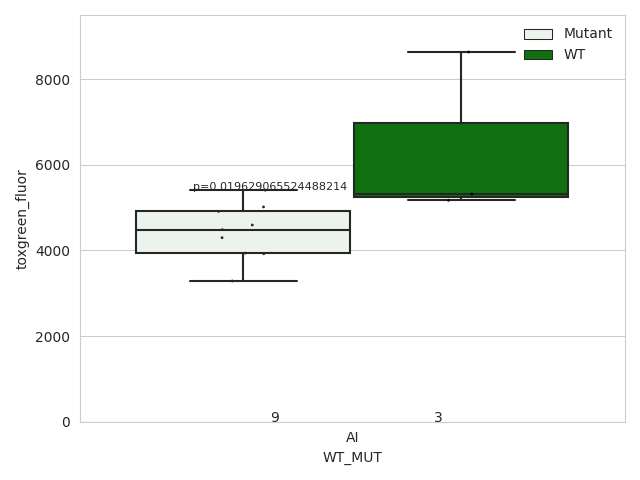 Mutant
WT
8000
6000
4000
2000
0
toxgreen_fluor
p=0.019629065524488214
9
3
AI
WT_MUT